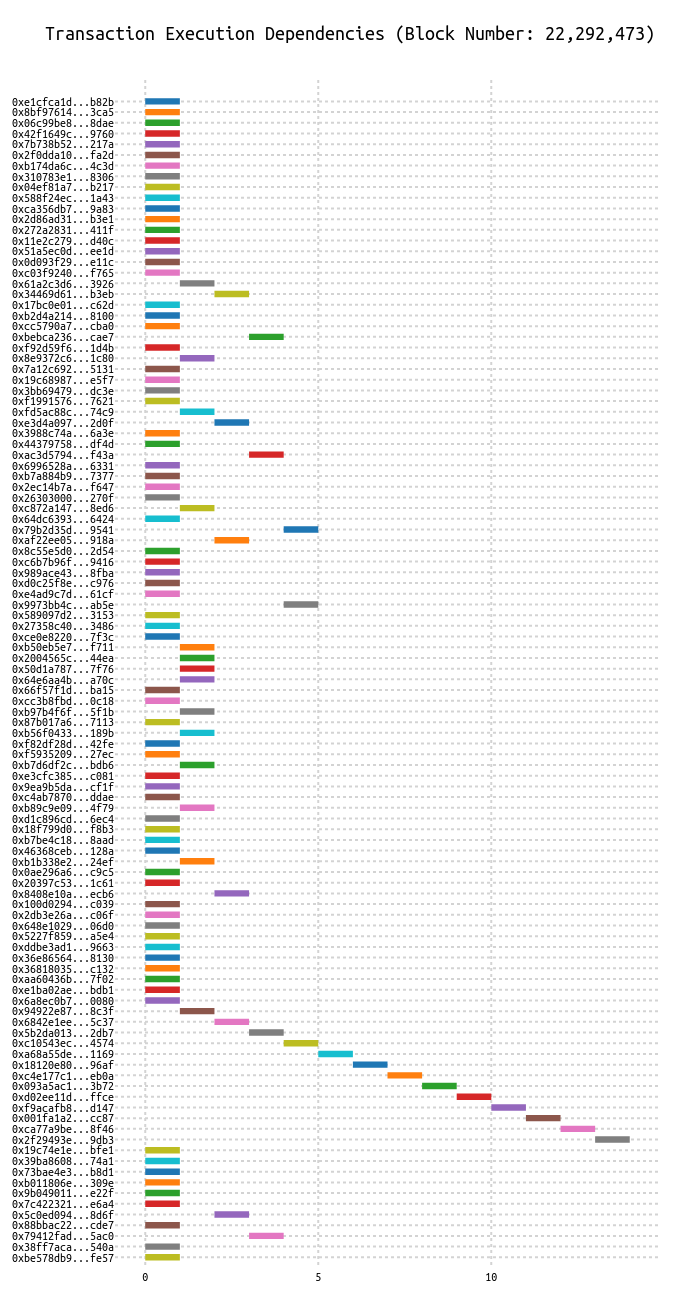 Transaction Execution Dependencies (Block Number: 22,292,473)
0xe1cfca1d...b82b
0x8bf97614...3ca5
0x06c99be8...8dae
0x42f1649c...9760
0x7b738b52...217a
0x2f0dda10...fa2d
0xb174da6c...4c3d
0x310783e1...8306
0x04ef81a7...b217
0x588f24ec...1a43
0xca356db7...9a83
0x2d86ad31...b3e1
0x272a2831...411f
0x11e2c279...d40c
0x51a5ec0d...ee1d
0x0d093f29...e11c
0xc03f9240...f765
0x61a2c3d6...3926
0x34469d61...b3eb
0x17bc0e01...c62d
0xb2d4a214...8100
0xcc5790a7...cba0
0xbebca236...cae7
0xf92d59f6...1d4b
0x8e9372c6...1c80
0x7a12c692...5131
0x19c68987...e5f7
0x3bb69479...dc3e
0xf1991576...7621
0xfd5ac88c...74c9
0xe3d4a097...2d0f
0x3988c74a...6a3e
0x44379758...df4d
0xac3d5794...f43a
0x6996528a...6331
0xb7a884b9...7377
0x2ec14b7a...f647
0x26303000...270f
0xc872a147...8ed6
0x64dc6393...6424
0x79b2d35d...9541
0xaf22ee05...918a
0x8c55e5d0...2d54
0xc6b7b96f...9416
0x989ace43...8fba
0xd0c25f8e...c976
0xe4ad9c7d...61cf
0x9973bb4c...ab5e
0x589097d2...3153
0x27358c40...3486
0xce0e8220...7f3c
0xb50eb5e7...f711
0x2004565c...44ea
0x50d1a787...7f76
0x64e6aa4b...a70c
0x66f57f1d...ba15
0xcc3b8fbd...0c18
0xb97b4f6f...5f1b
0x87b017a6...7113
0xb56f0433...189b
0xf82df28d...42fe
0xf5935209...27ec
0xb7d6df2c...bdb6
0xe3cfc385...c081
0x9ea9b5da...cf1f
0xc4ab7870...ddae
0xb89c9e09...4f79
0xd1c896cd...6ec4
0x18f799d0...f8b3
0xb7be4c18...8aad
0x46368ceb...128a
0xb1b338e2...24ef
0x0ae296a6...c9c5
0x20397c53...1c61
0x8408e10a...ecb6
0x100d0294...c039
0x2db3e26a...c06f
0x648e1029...06d0
0x5227f859...a5e4
0xddbe3ad1...9663
0x36e86564...8130
0x36818035...c132
0xaa60436b...7f02
0xe1ba02ae...bdb1
0x6a8ec0b7...0080
0x94922e87...8c3f
0x6842e1ee...5c37
0x5b2da013...2db7
0xc10543ec...4574
0xa68a55de...1169
0x18120e80...96af
0xc4e177c1...eb0a
0x093a5ac1...3b72
0xd02ee11d...ffce
0xf9acafb8...d147
0x001fa1a2...cc87
0xca77a9be...8f46
0x2f29493e...9db3
0x19c74e1e...bfe1
0x39ba8608...74a1
0x73bae4e3...b8d1
0xb011806e...309e
0x9b049011...e22f
0x7c422321...e6a4
0x5c0ed094...8d6f
0x88bbac22...cde7
0x79412fad...5ac0
0x38ff7aca...540a
0xbe578db9...fe57
0 5 10